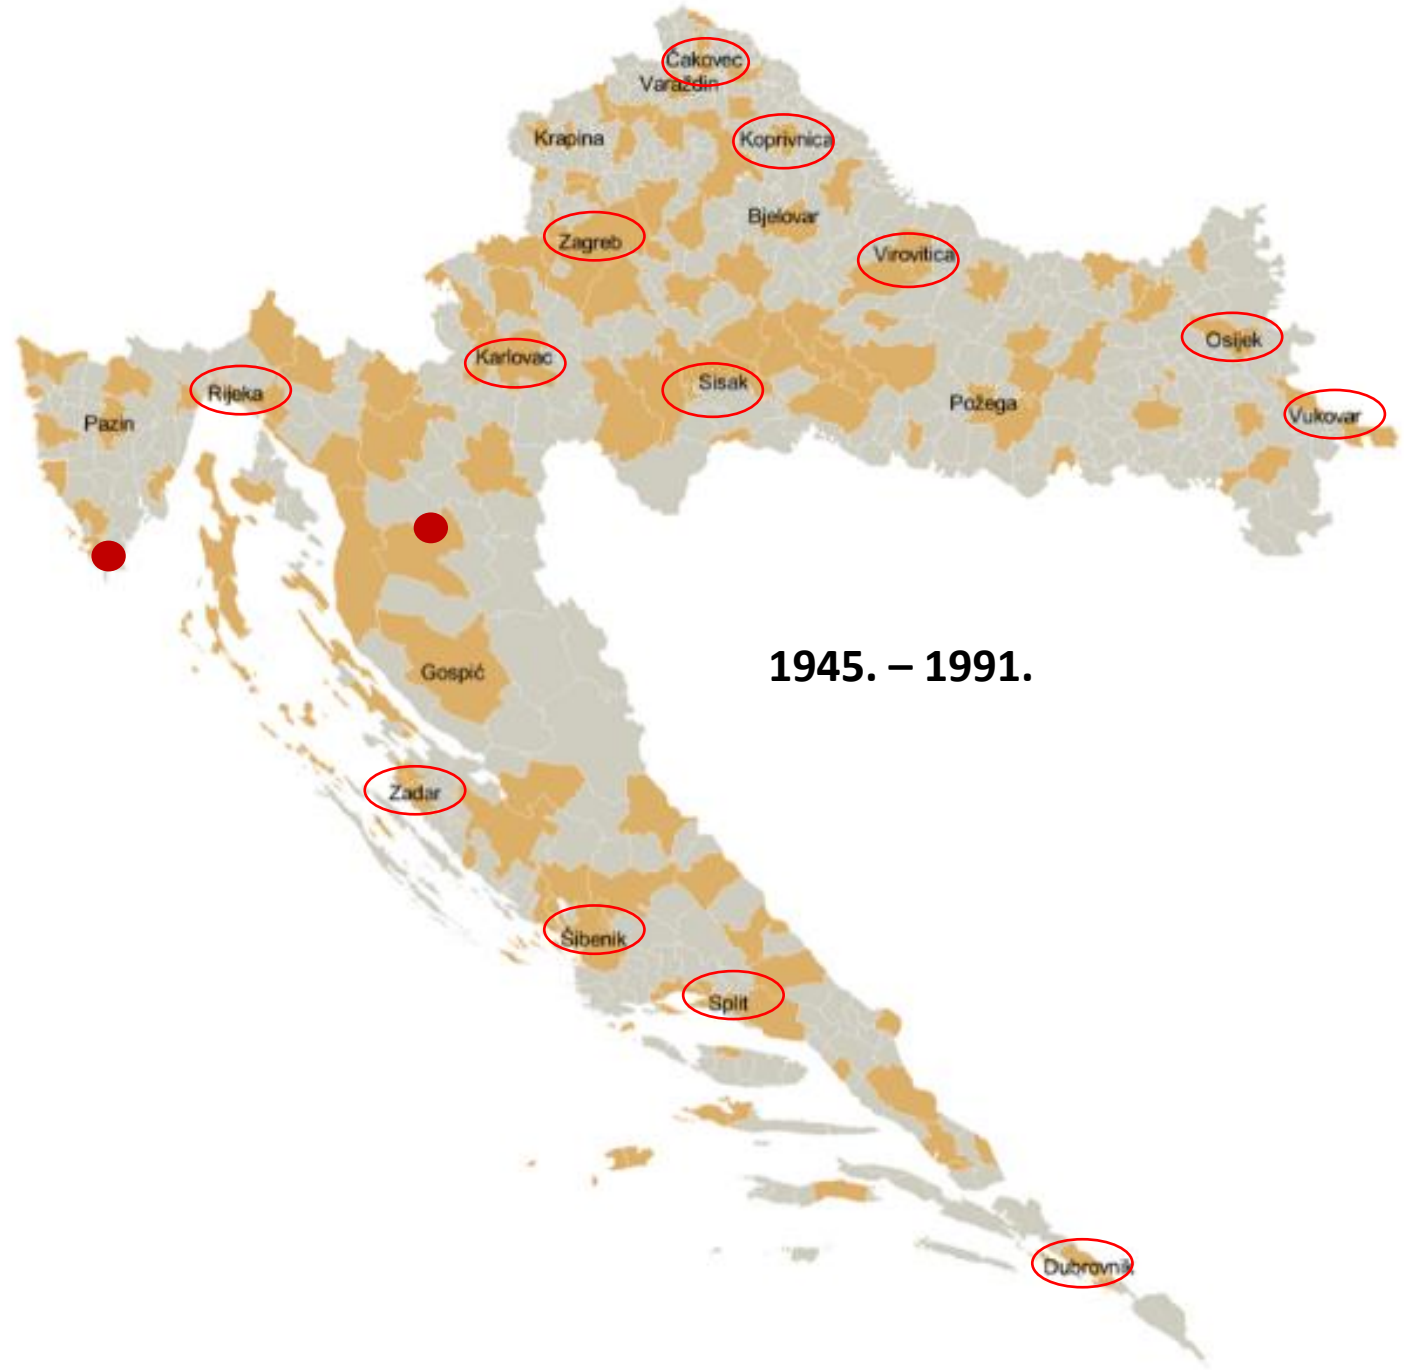 Čakovec
Varaždin
Krapina
Koprivnica
Bjelovar
Zagreb
Virovitica
Osijek
Karlovac
Sisak
Rijeka
Požega
Vukovar
Pazin
1945. – 1991.
Gospić
Zadar
Šibenik
Split
Dubrovnik